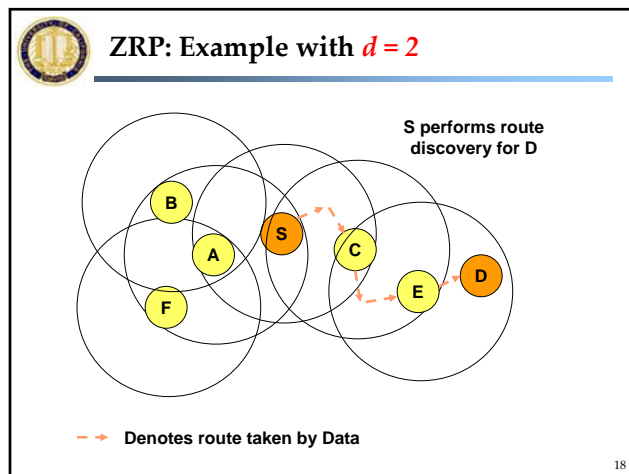 ZRP: Example with d = 2
S performs route
discovery for D
B
S
A
C
D
E
F
Denotes route taken by Data
18